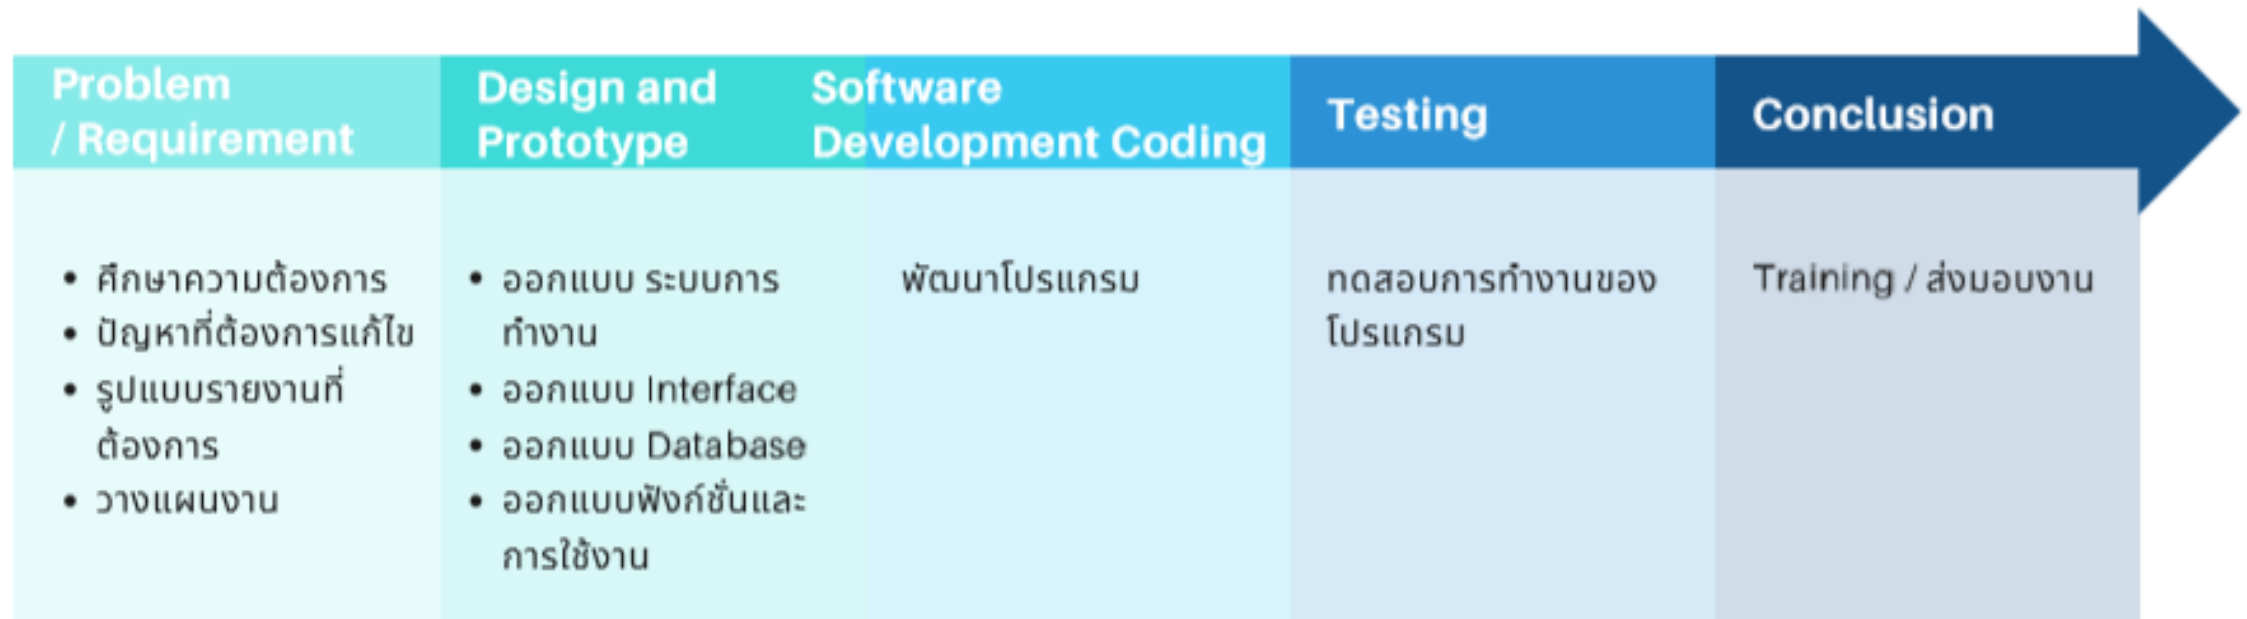 Problem
/ Requirement
Design and
Prototype
Software
Development Coding
Testing
Conclusion
• ศึกษาความต้องการ
• ปัญหาที่ต้องการแก้ไข
• รูปแบบรายงานที่
ต้องการ
• วางแผนงาน
• ออกแบบ ระบบการ
ทำงาน
• ออกแบบ Interface
• ออกแบบ Database
• ออกแบบฟังก์ชั่นและ
การใช้งาน
พัฒนาโปรแกรม
ทดสอบการทำงานของ
โปรแกรม
Training / ส่งมอบงาน